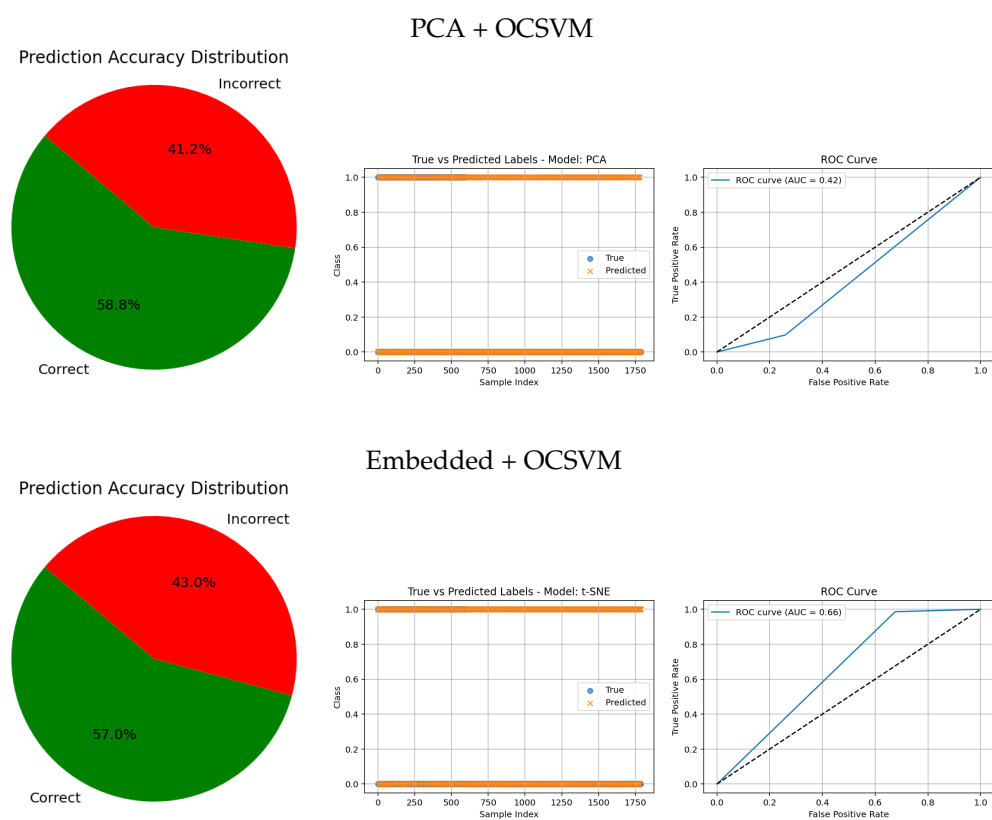 PCA + OCSVM
Prediction Accuracy Distribution
Incorrect
41.2%
58.8%
Correct
True vs Predicted Labels - Model: PCA
Class
1.0
0.8
0.6
0.4
0.2
0.0
True
Predicted
0 250 500 750 1000 1250 1500 1750
Sample Index
ROC Curve
ROC curve (AUC = 0.42)
True Positive Rate
1.0
0.8
0.6
0.4
0.2
0.0
0.0 0.2 0.4 0.6 0.8 1.0
False Positive Rate
Embedded + OCSVM
Prediction Accuracy Distribution
Incorrect
43.0%
57.0%
Correct
True vs Predicted Labels - Model: t-SNE
Class
1.0
0.8
0.6
0.4
0.2
0.0
True
Predicted
0 250 500 750 1000 1250 1500 1750
Sample Index
ROC Curve
ROC curve (AUC = 0.66)
True Positive Rate
1.0
0.8
0.6
0.4
0.2
0.0
0.0 0.2 0.4 0.6 0.8 1.0
False Positive Rate